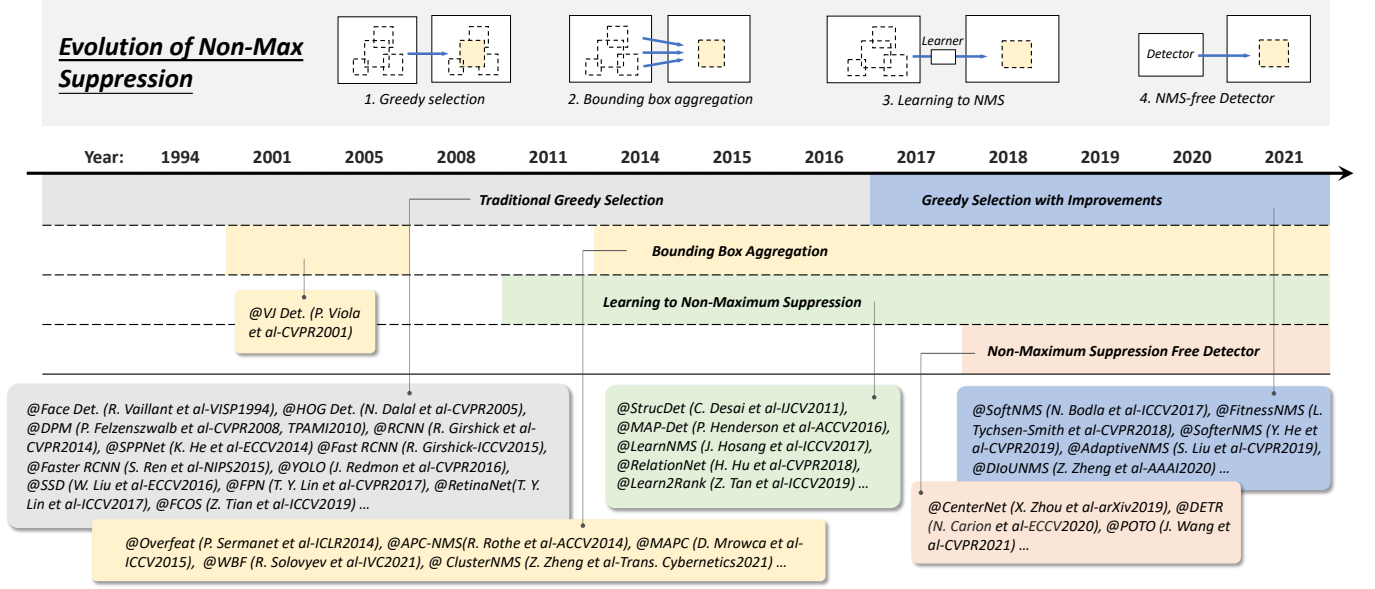 Evolution of Non-Max
Suppression
Learner
Detector
1. Greedy selection
2. Bounding box aggregation
3. Learning to NMS
4. NMS-free Detector
Year: 1994 2001 2005 2008 2011 2014 2015 2016 2017 2018 2019 2020 2021
Traditional Greedy Selection
Greedy Selection with Improvements
Bounding Box Aggregation
Learning to Non-Maximum Suppression
@VJ Det. (P. Viola
et al-CVPR2001)
Non-Maximum Suppression Free Detector
@Face Det. (R. Vaillant et al-VISP1994), @HOG Det. (N. Dalal et al-CVPR2005),
@DPM (P. Felzenszwalb et al-CVPR2008, TPAMI2010), @RCNN (R. Girshick et al-
CVPR2014), @SPPNet (K. He et al-ECCV2014) @Fast RCNN (R. Girshick-ICCV2015),
@Faster RCNN (S. Ren et al-NIPS2015), @YOLO (J. Redmon et al-CVPR2016),
@SSD (W. Liu et al-ECCV2016), @FPN (T. Y. Lin et al-CVPR2017), @RetinaNet(T. Y.
Lin et al-ICCV2017), @FCOS (Z. Tian et al-ICCV2019) …
@StrucDet (C. Desai et al-IJCV2011),
@MAP-Det (P. Henderson et al-ACCV2016),
@LearnNMS (J. Hosang et al-ICCV2017),
@RelationNet (H. Hu et al-CVPR2018),
@Learn2Rank (Z. Tan et al-ICCV2019) …
@SoftNMS (N. Bodla et al-ICCV2017), @FitnessNMS (L.
Tychsen-Smith et al-CVPR2018), @SofterNMS (Y. He et
al-CVPR2019), @AdaptiveNMS (S. Liu et al-CVPR2019),
@DIoUNMS (Z. Zheng et al-AAAI2020) …
@CenterNet (X. Zhou et al-arXiv2019), @DETR
(N. Carion et al-ECCV2020), @POTO (J. Wang et
al-CVPR2021) …
@Overfeat (P. Sermanet et al-ICLR2014), @APC-NMS(R. Rothe et al-ACCV2014), @MAPC (D. Mrowca et al-
ICCV2015), @WBF (R. Solovyev et al-IVC2021), @ ClusterNMS (Z. Zheng et al-Trans. Cybernetics2021) …